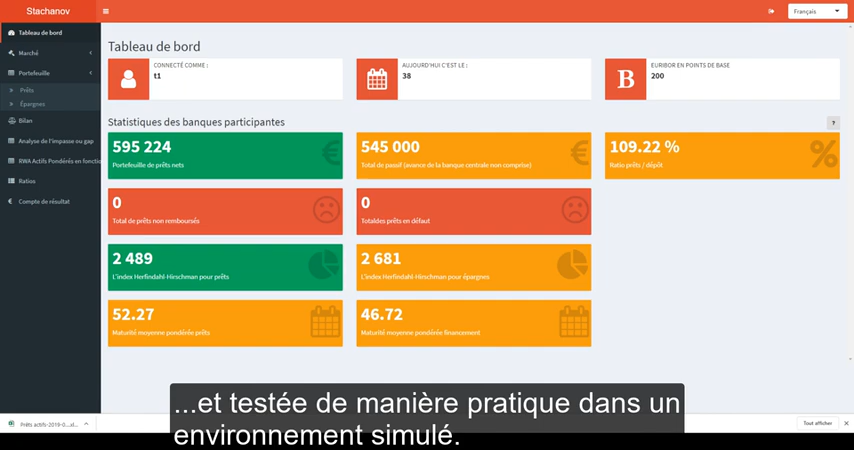 Stachanov
Français
Tableau de bord
Marché
Portefeuille
Prêts
Épargnes
Bilan
Analyse de l'impasse ou gap
RWA Actifs Pondérés en fonctio
Ratios
Compte de résultat
Tableau de bord
CONNECTÉ COMME :
t1
AUJOURD'HUI C'EST LE :
38
B
EURIBOR EN POINTS DE BASE
200
Statistiques des banques participantes
?
595 224
Portefeuille de prêts nets
€
545 000
Total de passif (avance de la banque centrale non comprise)
€
109.22 %
Ratio prêts / dépôt
%
0
Total de prêts non remboursés
0
Totaldes prêts en défaut
2 489
L'index Herfindahl-Hirschman pour prêts
2 681
L'index Herfindahl-Hirschman pour épargnes
52.27
Maturité moyenne pondérée prêts
46.72
Maturité moyenne pondérée financement
...et testée de manière pratique dans un
environnement simulé.
Prêts actifs-2019-0...xl...
Tout afficher